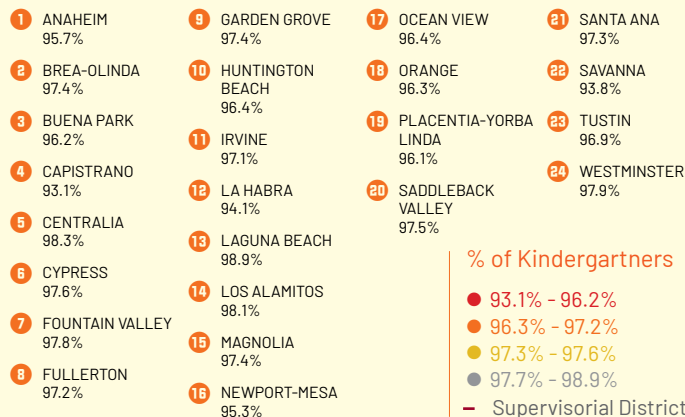 1 ANAHEIM
95.7%
2 BREA-OLINDA
97.4%
3 BUENA PARK
96.2%
4 CAPISTRANO
93.1%
5 CENTRALIA
98.3%
6 CYPRESS
97.6%
7 FOUNTAIN VALLEY
97.8%
8 FULLERTON
97.2%
9 GARDEN GROVE
97.4%
10 HUNTINGTON
BEACH
96.4%
11 IRVINE
97.1%
12 LA HABRA
94.1%
13 LAGUNA BEACH
98.9%
14 LOS ALAMITOS
98.1%
15 MAGNOLIA
97.4%
16 NEWPORT-MESA
95.3%
17 OCEAN VIEW
96.4%
18 ORANGE
96.3%
19 PLACENTIA-YORBA
LINDA
96.1%
20 SADDLEBACK
VALLEY
97.5%
21 SANTA ANA
97.3%
22 SAVANNA
93.8%
23 TUSTIN
96.9%
24 WESTMINSTER
97.9%
% of Kindergartners
93.1% - 96.2%
96.3% - 97.2%
97.3% - 97.6%
97.7% - 98.9%
Supervisorial District